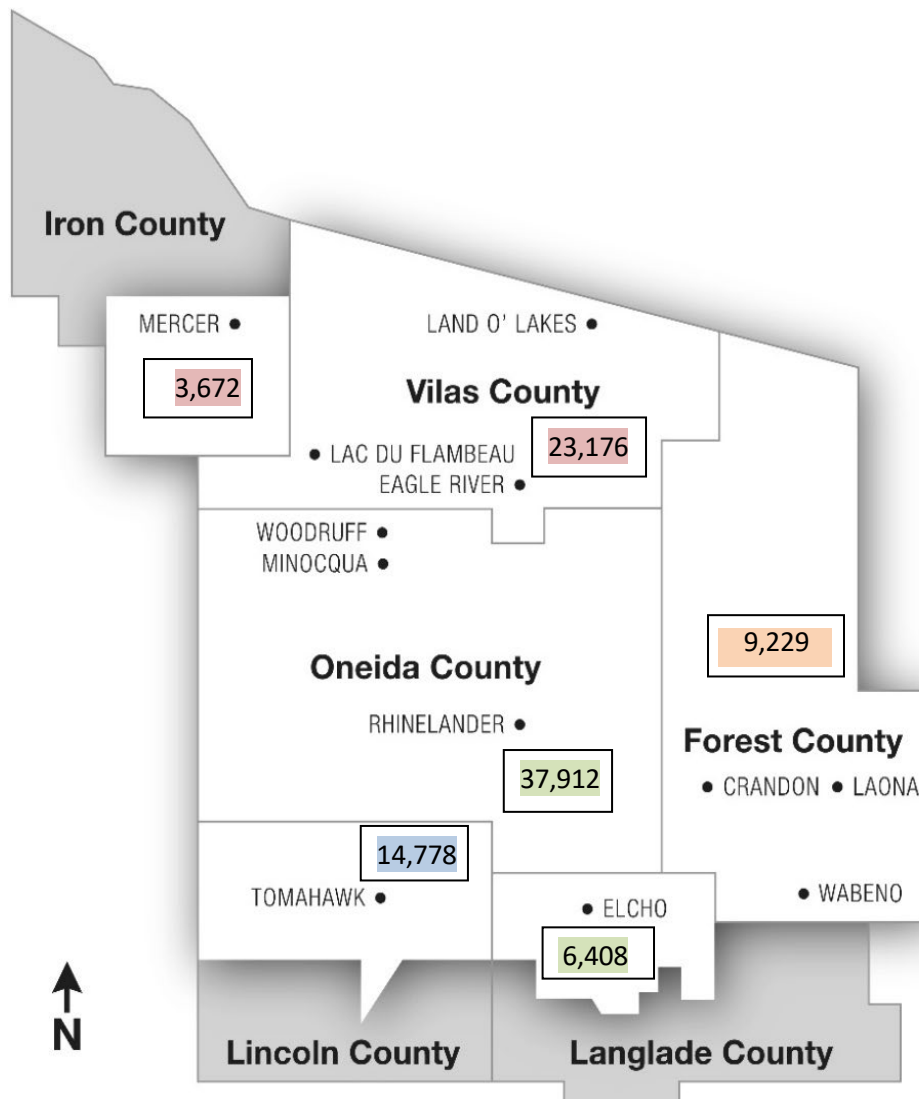 Iron County
MERCER
LAND O' LAKES
3,672
Vilas County
23,176
LAC DU FLAMBEAU
EAGLE RIVER
WOODRUFF
MINOCQUA
9,229
Oneida County
RHINELANDER
Forest County
37,912
CRANDON
LAONA
14,778
TOMAHAWK
WABENO
ELCHO
6,408
N
Lincoln County
Langlade County